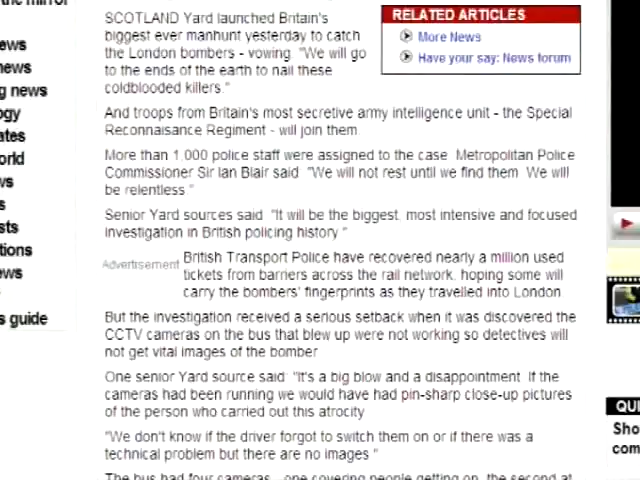 the mirror
ews
news
g news
ogy
ates
orld
ws
s
sts
tions
ews
s guide
SCOTLAND Yard launched Britain's
biggest ever manhunt yesterday to catch
the London bombers - vowing "We will go
to the ends of the earth to nail these
coldblooded killers."
RELATED ARTICLES
More News
Have your say: News forum
And troops from Britain's most secretive army intelligence unit - the Special
Reconnaisance Regiment - will join them.
More than 1,000 police staff were assigned to the case. Metropolitan Police
Commissioner Sir Ian Blair said: "We will not rest until we find them. We will
be relentless."
Senior Yard sources said: "It will be the biggest, most intensive and focused
investigation in British policing history."
Advertisement
British Transport Police have recovered nearly a million used
tickets from barriers across the rail network, hoping some will
carry the bombers' fingerprints as they travelled into London.
But the investigation received a serious setback when it was discovered the
CCTV cameras on the bus that blew up were not working so detectives will
not get vital images of the bomber.
One senior Yard source said: "It's a big blow and a disappointment. If the
cameras had been running we would have had pin-sharp close-up pictures
of the person who carried out this atrocity.
"We don't know if the driver forgot to switch them on or if there was a
technical problem but there are no images."
The bus had four cameras - one covering people getting on, the second at
QUI
Sho
com